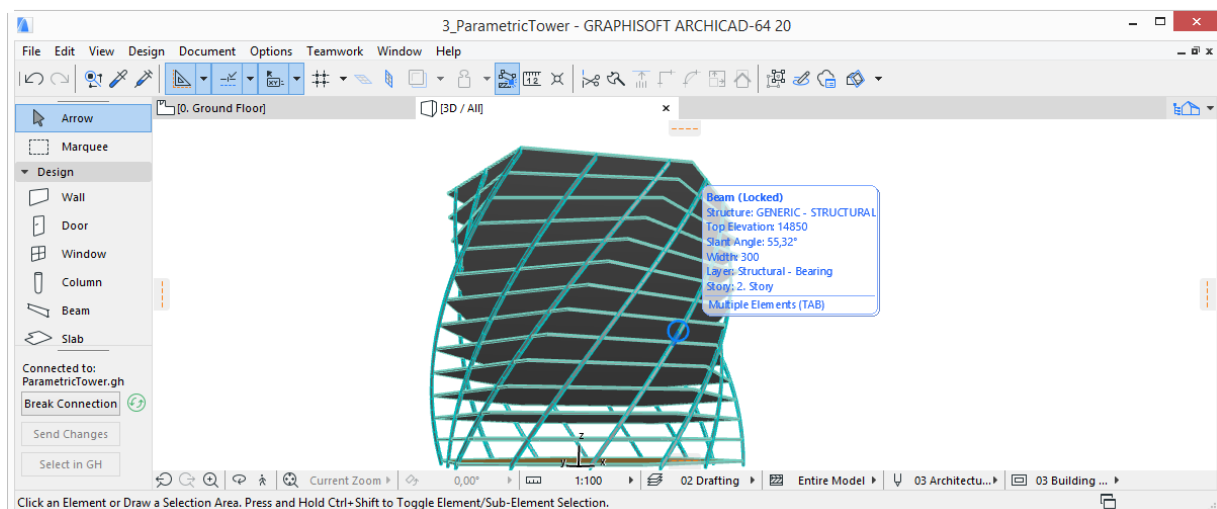 3_ParametricTower - GRAPHISOFT ARCHICAD-64 20
File Edit View Design Document Options Teamwork Window Help
[0. Ground Floor]
[3D / All]
Arrow
Marquee
Design
Wall
Door
Window
Column
Beam
Slab
Connected to:
ParametricTower.gh
Break Connection
Send Changes
Select in GH
Beam (Locked)
Structure: GENERIC - STRUCTURAL
Top Elevation: 14850
Slant Angle: 55,32°
Width: 300
Layer: Structural - Bearing
Story: 2. Story
Multiple Elements (TAB)
z
y x
Current Zoom 0,00° 1:100 02 Drafting Entire Model 03 Architectu... 03 Building ...
Click an Element or Draw a Selection Area. Press and Hold Ctrl+Shift to Toggle Element/Sub-Element Selection.